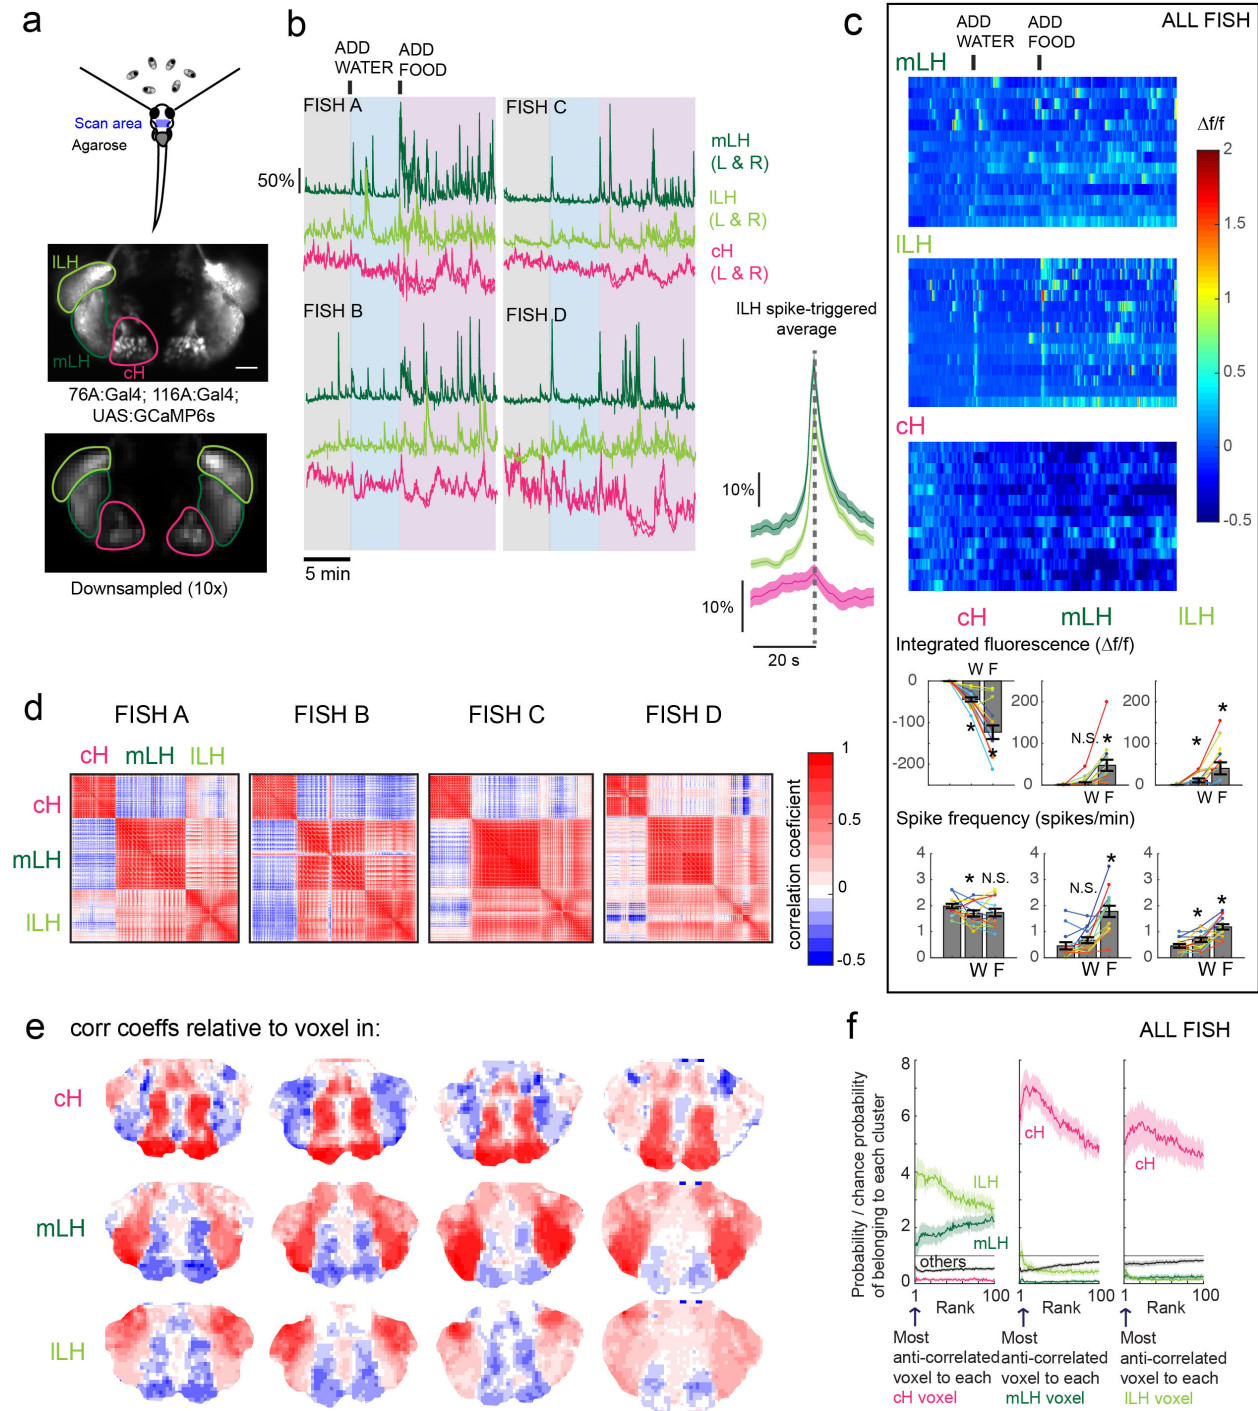 a
Scan area
Agarose
lLH
mLH
cH
76A:Gal4; 116A:Gal4;
UAS:GCaMP6s
Downsampled (10x)
b
ADD
WATER
ADD
FOOD
FISH A
FISH C
50%
mLH
(L & R)
lLH
(L & R)
cH
(L & R)
FISH B
FISH D
5 min
lLH spike-triggered
average
10%
10%
20 s
c
ADD
WATER
ADD
FOOD
ALL FISH
mLH
lLH
cH
Δf/f
2
1.5
1
0.5
0
-0.5
cH
mLH
lLH
Integrated fluorescence (Δf/f)
W F
0
-100
-200
*
*
200
100
0
N.S.
*
W F
200
100
0
*
*
W F
Spike frequency (spikes/min)
4
3
2
1
0
*
N.S.
W F
4
3
2
1
0
N.S.
*
W F
4
3
2
1
0
*
*
W F
d
FISH A
FISH B
FISH C
FISH D
cH
mLH
lLH
cH
mLH
lLH
1
0.5
0
-0.5
correlation coeficient
e
corr coeffs relative to voxel in:
cH
mLH
lLH
f
ALL FISH
Probability / chance probability
of belonging to each cluster
8
6
4
2
0
lLH
mLH
others
cH
cH
1
Rank
100
1
Rank
100
1
Rank
100
Most
anti-correlated
voxel to each
cH voxel
Most
anti-correlated
voxel to each
mLH voxel
Most
anti-correlated
voxel to each
lLH voxel